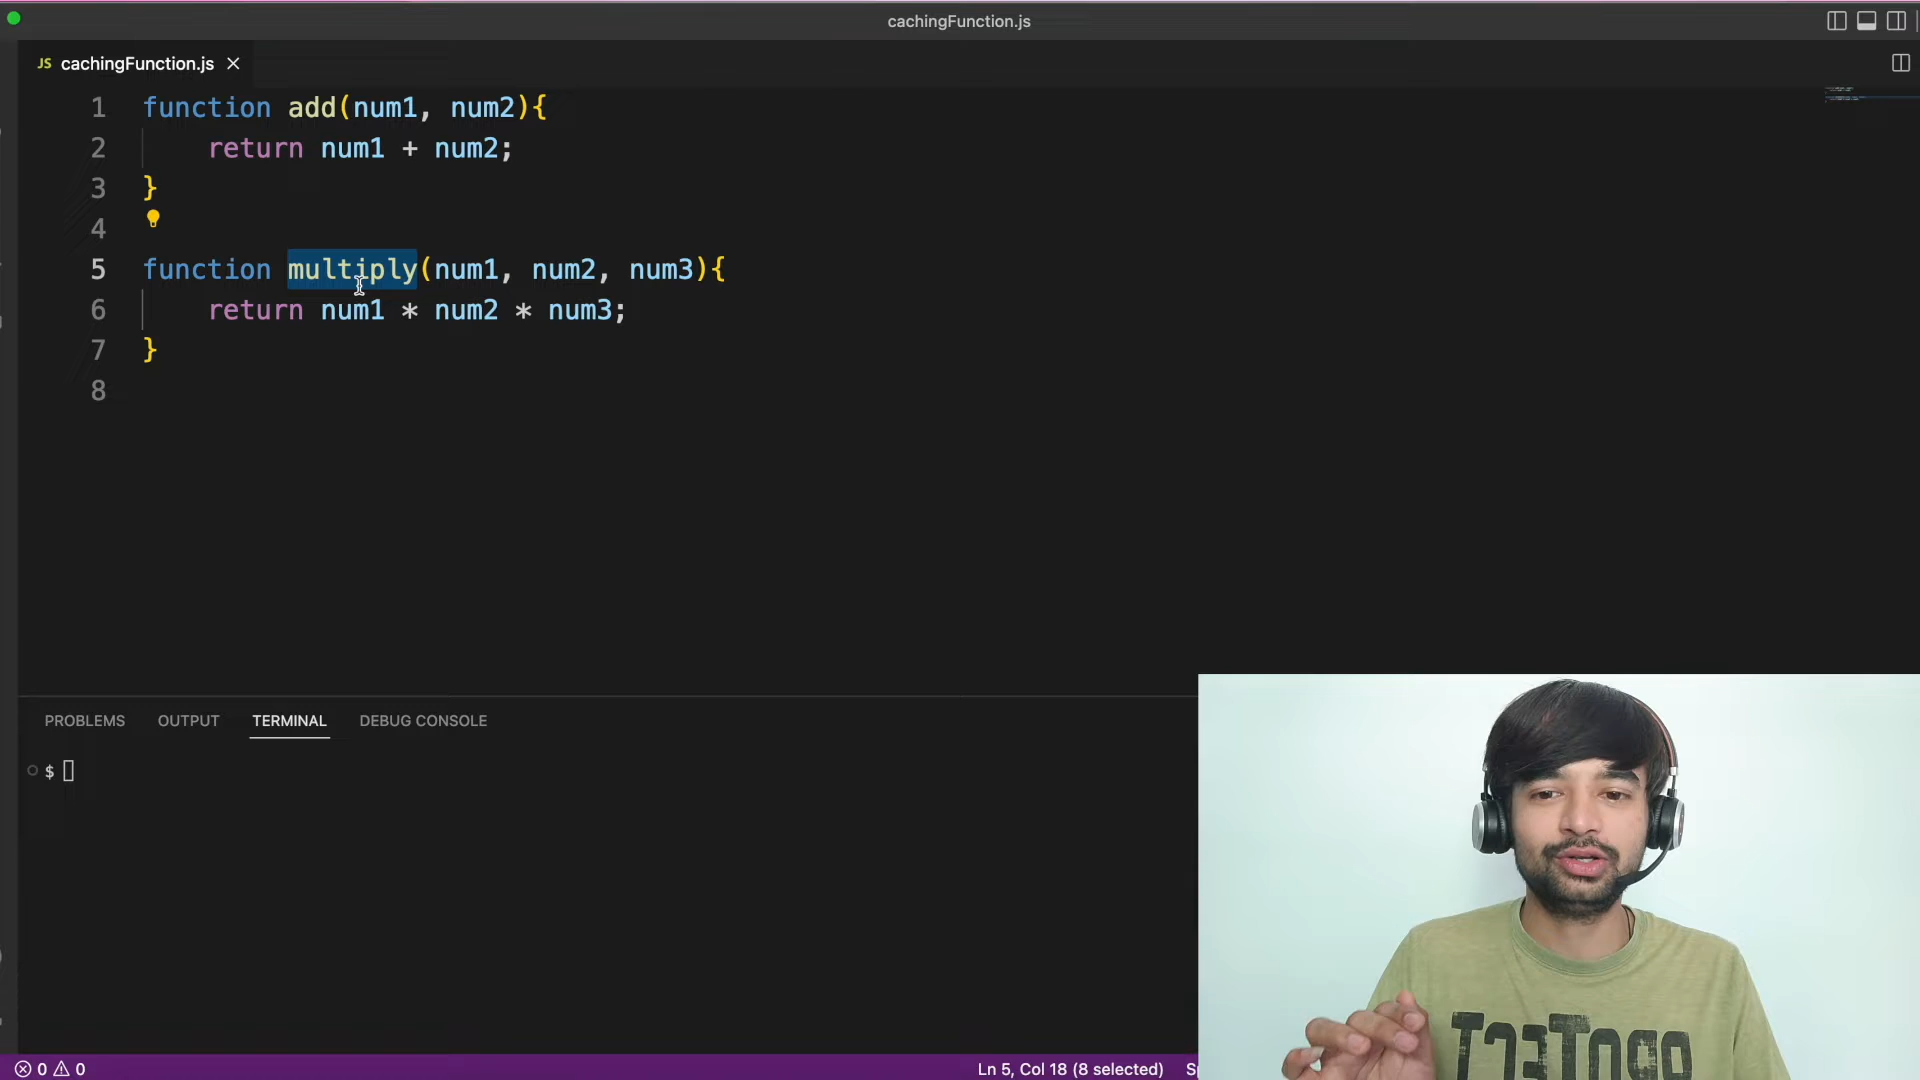 cachingFunction.js
JS cachingFunction.js
1 function add(num1, num2){
2 return num1 + num2;
3 }
4
5 function multiply(num1, num2, num3){
6 return num1 * num2 * num3;
7 }
8
PROBLEMS OUTPUT TERMINAL DEBUG CONSOLE
$
0 0 Ln 5, Col 18 (8 selected)